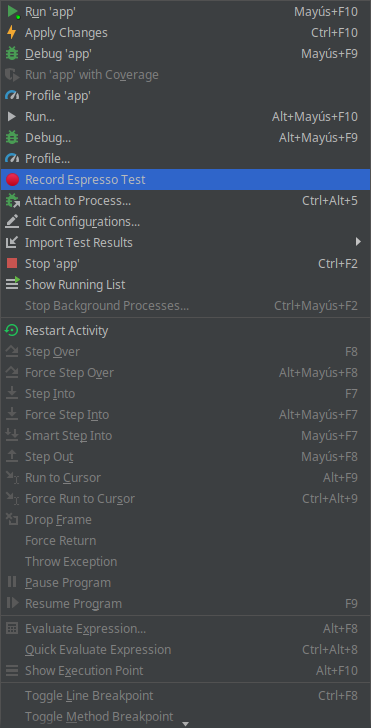 Run 'app' Mayús+F10
Apply Changes Ctrl+F10
Debug 'app' Mayús+F9
Run 'app' with Coverage
Profile 'app'
Run... Alt+Mayús+F10
Debug... Alt+Mayús+F9
Profile...
Record Espresso Test
Attach to Process... Ctrl+Alt+5
Edit Configurations...
Import Test Results
Stop 'app' Ctrl+F2
Show Running List
Stop Background Processes... Ctrl+Mayús+F2
Restart Activity
Step Over F8
Force Step Over Alt+Mayús+F8
Step Into F7
Force Step Into Alt+Mayús+F7
Smart Step Into Mayús+F7
Step Out Mayús+F8
Run to Cursor Alt+F9
Force Run to Cursor Ctrl+Alt+9
Drop Frame
Force Return
Throw Exception
Pause Program
Resume Program F9
Evaluate Expression... Alt+F8
Quick Evaluate Expression Ctrl+Alt+8
Show Execution Point Alt+F10
Toggle Line Breakpoint Ctrl+F8
Toggle Method Breakpoint